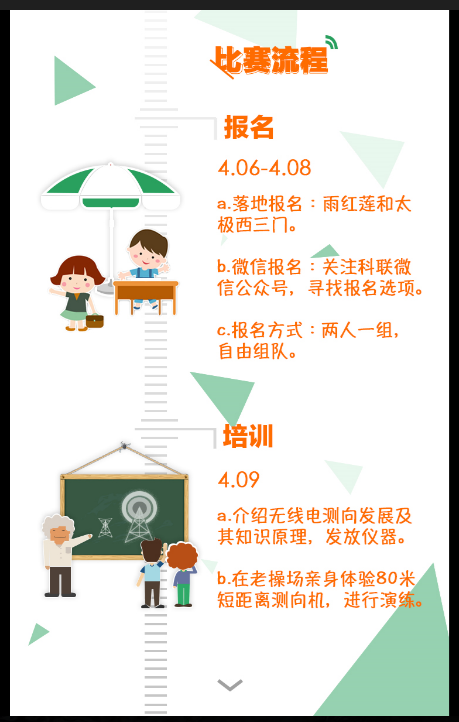 比赛流程
报名
4.06-4.08
a.落地报名：雨红莲和太
极西三门。
b.微信报名：关注科联微
信公众号，寻找报名选项。
c.报名方式：两人一组，
自由组队。
培训
4.09
a.介绍无线电测向发展及
其知识原理，发放仪器。
b.在老操场亲身体验80米
短距离测向机，进行演练。